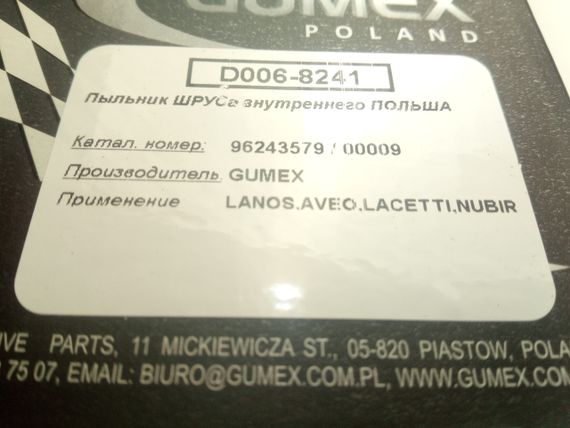 GUMEX
POLAND
D006-8241
Пыльник ШРУСа внутреннего ПОЛЬША
Катал. номер: 96243579 / 00009
Производитель GUMEX
Применение LANOS,AVEO,LACETTI,NUBIR
PARTS, 11 MICKIEWICZA ST., 05-820 PIASTOW,
75 07, EMAIL: BIURO@GUMEX.COM.PL, WWW.GUMEX.COM